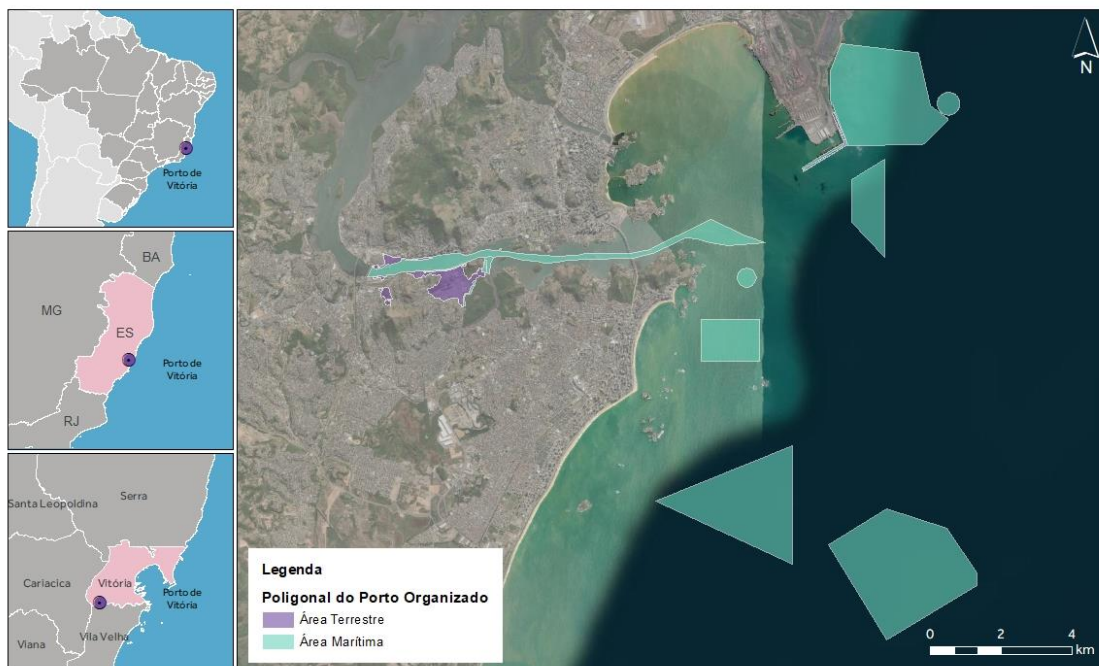 Porto de
Vitória
BA
MG
ES
Porto de
Vitória
RJ
Santa Leopoldina
Serra
Cariacica
Vitória
Porto de
Vitória
Viana
Vila Velha
N
Legenda
Poligonal do Porto Organizado
Área Terrestre
Área Marítima
0 2 4
km